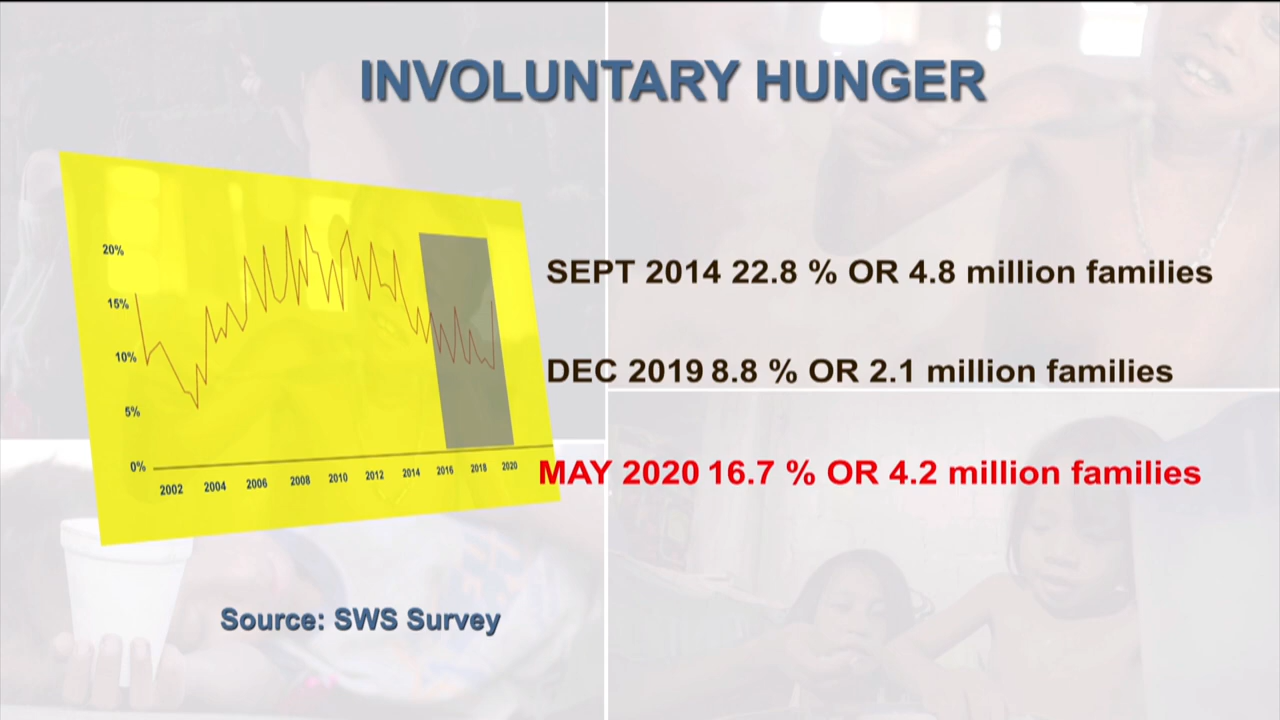 INVOLUNTARY HUNGER
20%
15%
10%
5%
0%
2002 2004 2006 2008 2010 2012 2014 2016 2018 2020
SEPT 2014 22.8 % OR 4.8 million families
DEC 2019 8.8 % OR 2.1 million families
MAY 2020 16.7 % OR 4.2 million families
Source: SWS Survey